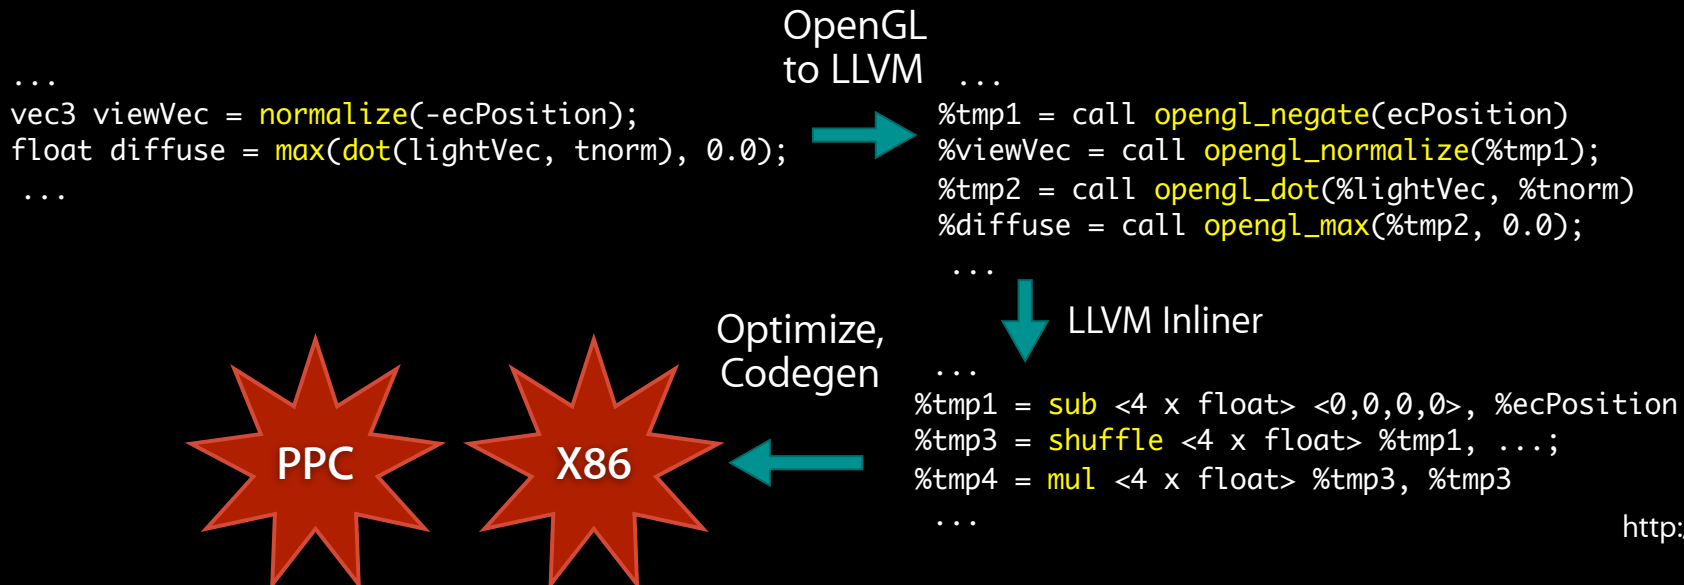 OpenGL
to LLVM
...
vec3 viewVec = normalize(-ecPosition);
float diffuse = max(dot(lightVec, tnorm), 0.0);
...
...
%tmp1 = call opengl_negate(ecPosition)
%viewVec = call opengl_normalize(%tmp1);
%tmp2 = call opengl_dot(%lightVec, %tnorm)
%diffuse = call opengl_max(%tmp2, 0.0);
...
LLVM Inliner
...
%tmp1 = sub <4 x float> <0,0,0,0>, %ecPosition
%tmp3 = shuffle <4 x float> %tmp1, ...;
%tmp4 = mul <4 x float> %tmp3, %tmp3
...
Optimize,
Codegen
X86
PPC
http:/